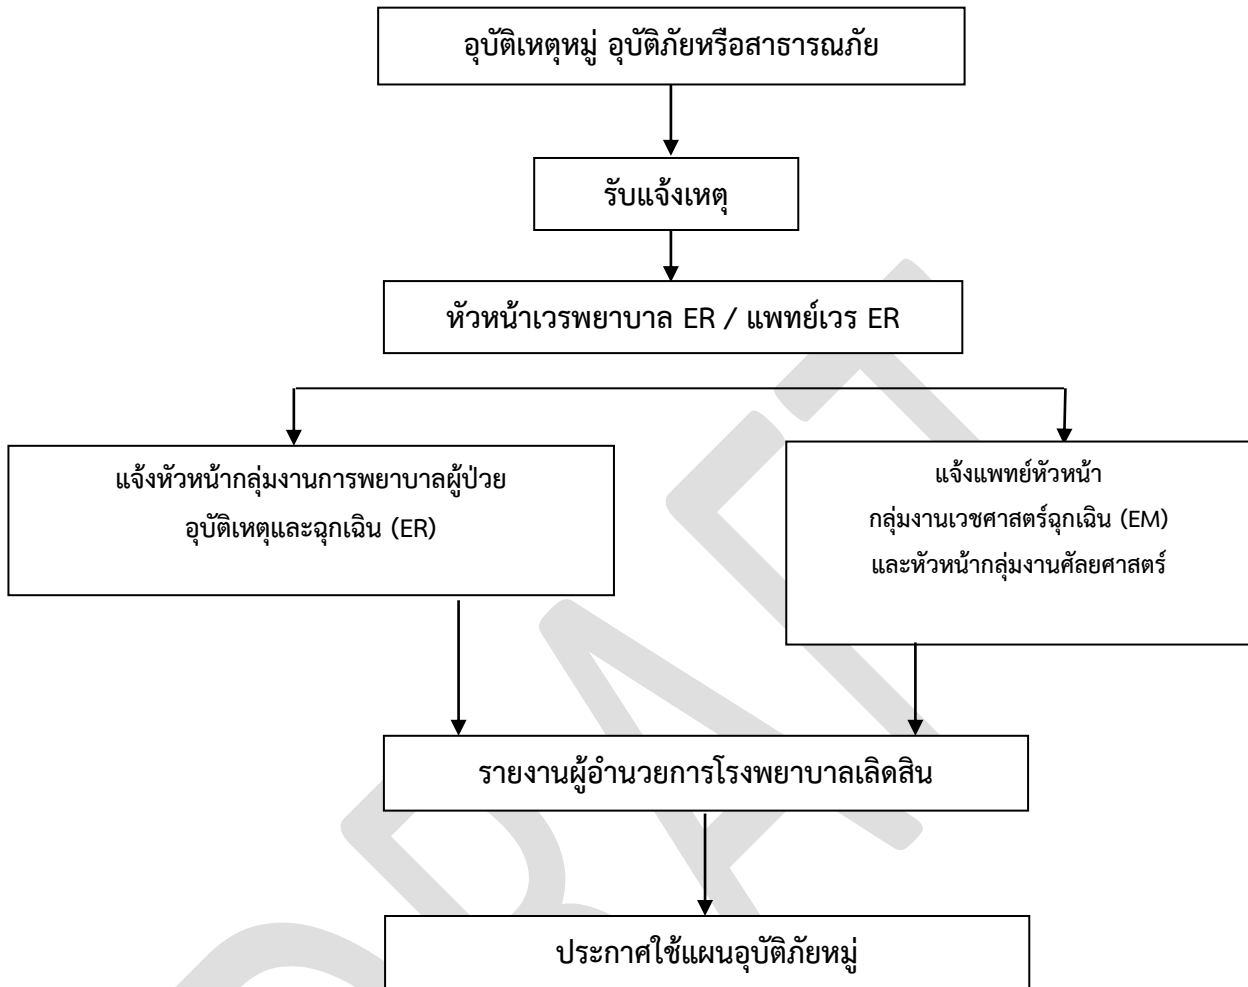 อุบัติเหตุหมู่ อุบัติภัยหรือสาธารณภัย
รับแจ้งเหตุ
หัวหน้าเวรพยาบาล ER / แพทย์เวร ER
แจ้งหัวหน้ากลุ่มงานการพยาบาลผู้ป่วย
อุบัติเหตุและฉุกเฉิน (ER)
แจ้งแพทย์หัวหน้า
กลุ่มงานเวชศาสตร์ฉุกเฉิน (EM)
และหัวหน้ากลุ่มงานศัลยศาสตร์
รายงานผู้อำนวยการโรงพยาบาลเลิดสิน
ประกาศใช้แผนอุบัติภัยหมู่
DRAFT